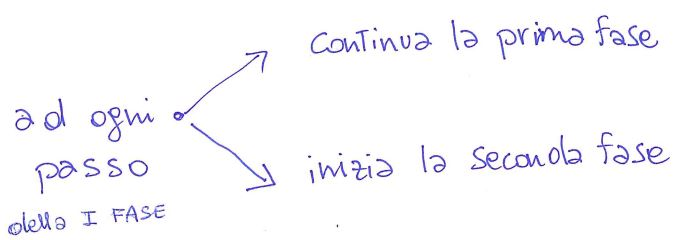 continua la prima fase
ad ogni
passo
della I FASE
inizia la seconda fase